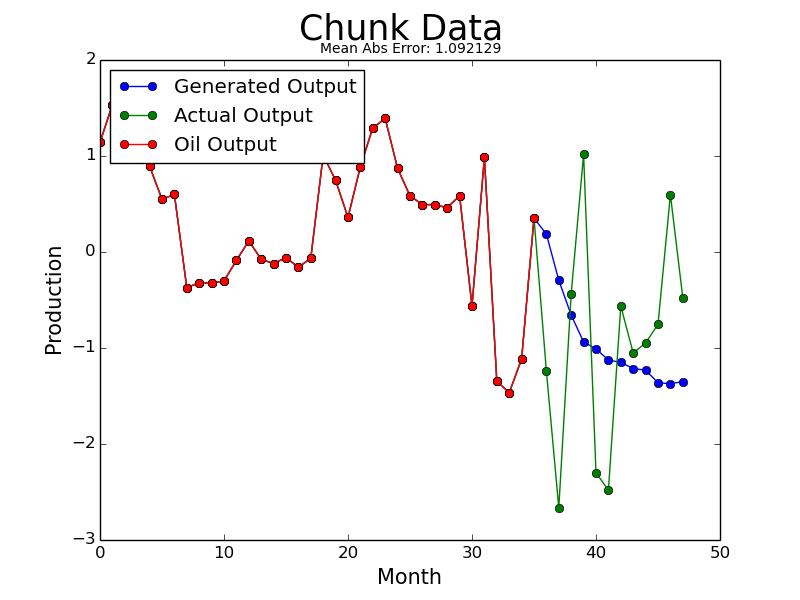 Chunk Data
Mean Abs Error: 1.092129
Generated Output
Actual Output
Oil Output
2
1
0
−1
−2
−3
Production
0 10 20 30 40 50
Month